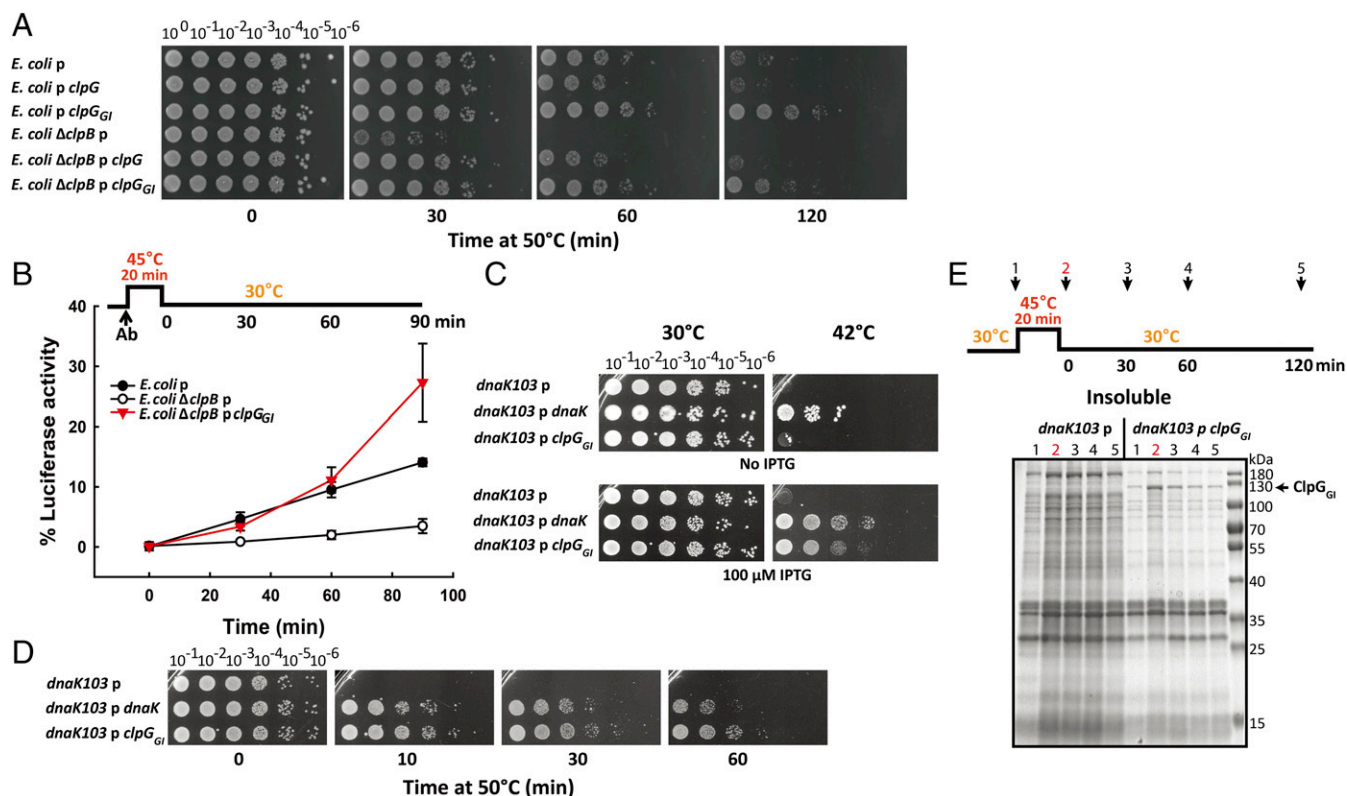 A
10⁰ 10⁻¹ 10⁻² 10⁻³ 10⁻⁴ 10⁻⁵ 10⁻⁶
E. coli p
E. coli p clpG
E. coli p clpG_GI
E. coli ΔclpB p
E. coli ΔclpB p clpG
E. coli ΔclpB p clpG_GI
0 30 60 120
Time at 50°C (min)
B
45°C
20 min
30°C
0 30 60 90 min
Ab
E.coli p
E.coli ΔclpB p
E.coli ΔclpB p clpG_GI
% Luciferase activity
40
30
20
10
0
0 20 40 60 80 100
Time (min)
C
30°C 42°C
10⁻¹ 10⁻² 10⁻³ 10⁻⁴ 10⁻⁵ 10⁻⁶
dnaK103 p
dnaK103 p dnaK
dnaK103 p clpG_GI
No IPTG
dnaK103 p
dnaK103 p dnaK
dnaK103 p clpG_GI
100 µM IPTG
D
10⁻¹ 10⁻² 10⁻³ 10⁻⁴ 10⁻⁵ 10⁻⁶
dnaK103 p
dnaK103 p dnaK
dnaK103 p clpG_GI
0 10 30 60
Time at 50°C (min)
E
1 2 3 4 5
45°C
20 min
30°C 30°C
0 30 60 120 min
Insoluble
dnaK103 p dnaK103 p clpG_GI
1 2 3 4 5 1 2 3 4 5 kDa
180
130 ClpG_GI
100
70
55
40
35
25
15